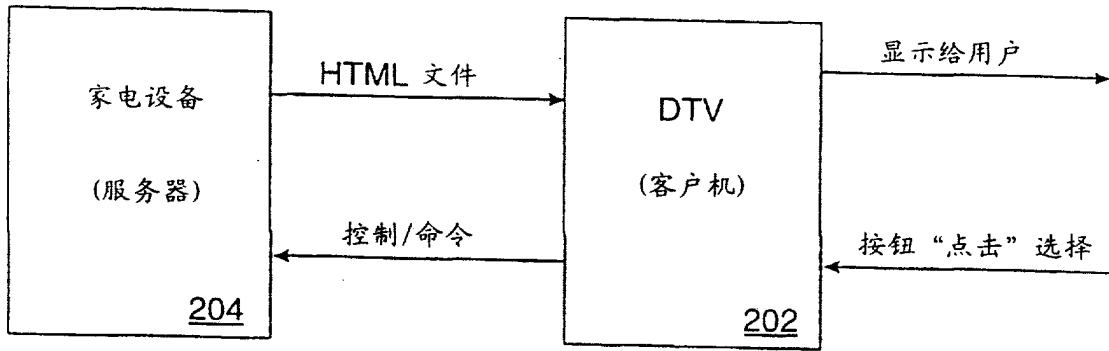 家电设备
(服务器)
204
HTML 文件
控制/命令
DTV
(客户机)
202
显示给用户
按钮“点击”选择